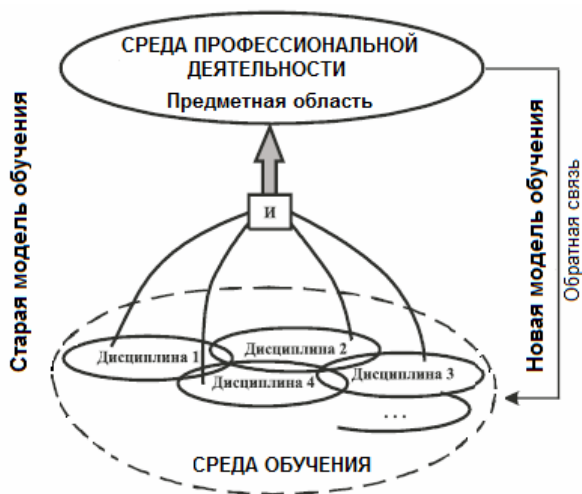 СРЕДА ПРОФЕССИОНАЛЬНОЙ
ДЕЯТЕЛЬНОСТИ
Предметная область
Старая модель обучения
Новая модель обучения
Обратная связь
И
Дисциплина 1
Дисциплина 2
Дисциплина 4
Дисциплина 3
...
СРЕДА ОБУЧЕНИЯ